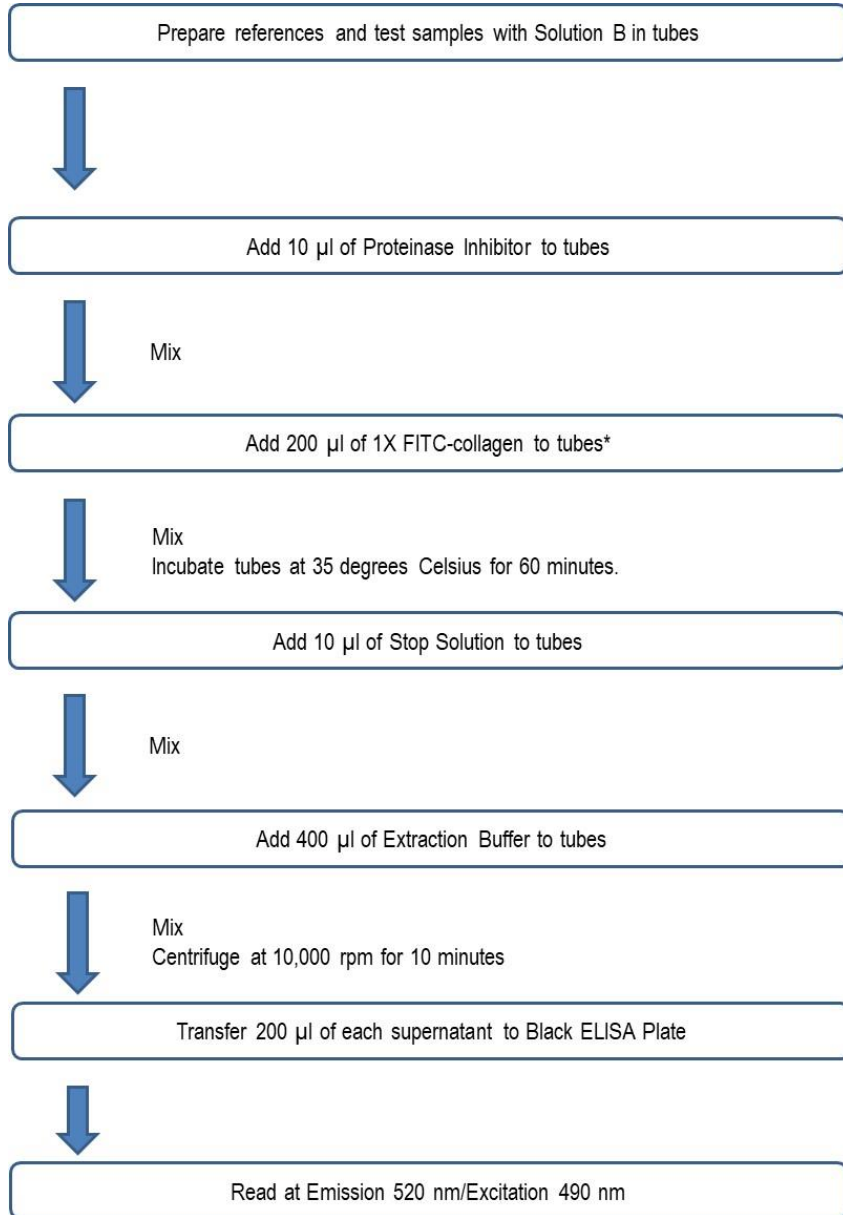 Prepare references and test samples with Solution B in tubes
Add 10 µl of Proteinase Inhibitor to tubes
Mix
Add 200 µl of 1X FITC-collagen to tubes*
Mix
Incubate tubes at 35 degrees Celsius for 60 minutes.
Add 10 µl of Stop Solution to tubes
Mix
Add 400 µl of Extraction Buffer to tubes
Mix
Centrifuge at 10,000 rpm for 10 minutes
Transfer 200 µl of each supernatant to Black ELISA Plate
Read at Emission 520 nm/Excitation 490 nm